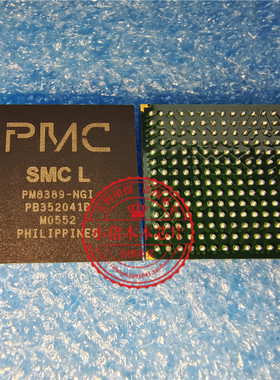 PMC
SMC L
PM8389-NGI
PB352041B
M0552
PHILIPPINES